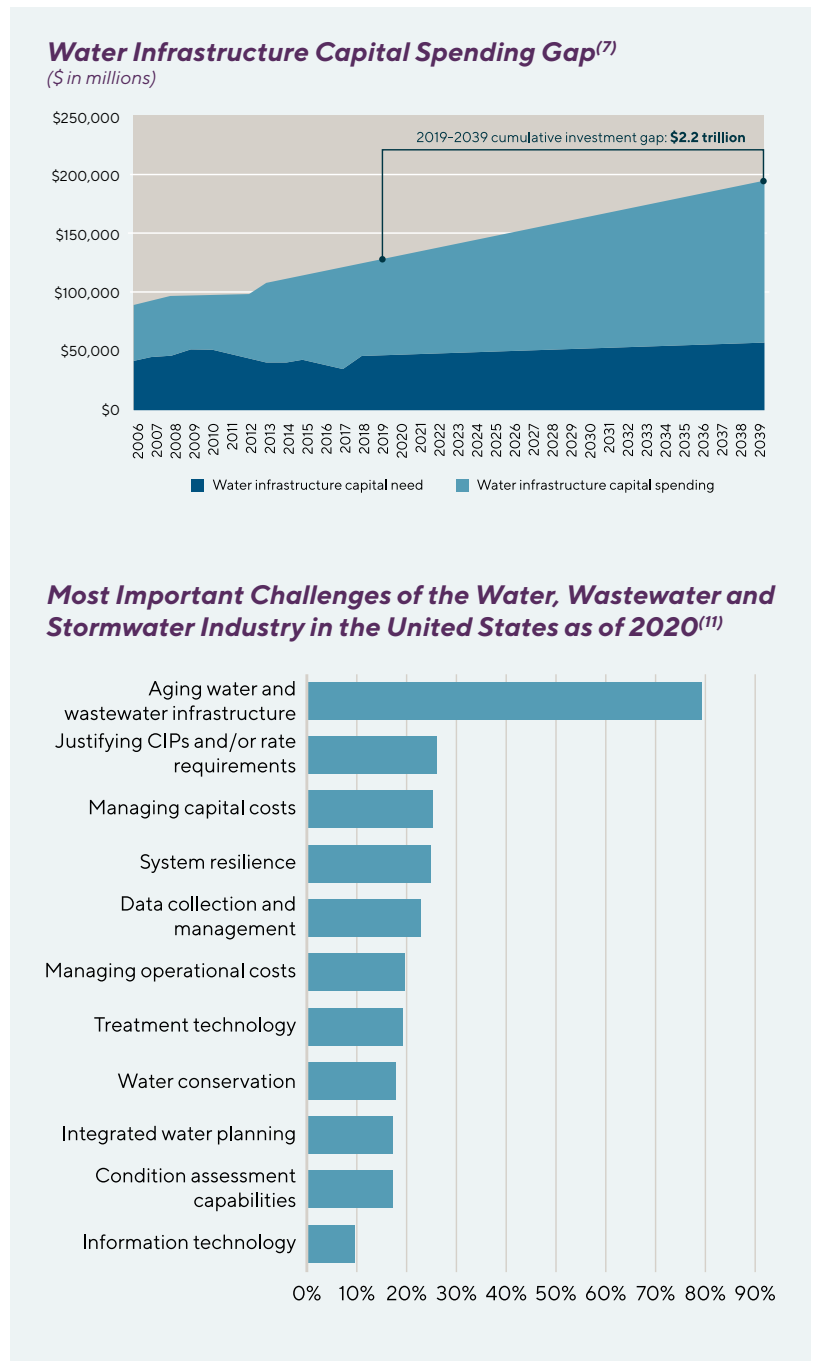 Water Infrastructure Capital Spending Gap(7)
($ in millions)
$250,000
2019–2039 cumulative investment gap: $2.2 trillion
$200,000
$150,000
$100,000
$50,000
$0
2006 2007 2008 2009 2010 2011 2012 2013 2014 2015 2016 2017 2018 2019 2020 2021 2022 2023 2024 2025 2026 2027 2028 2029 2030 2031 2032 2033 2034 2035 2036 2037 2038 2039
Water infrastructure capital need Water infrastructure capital spending
Most Important Challenges of the Water, Wastewater and
Stormwater Industry in the United States as of 2020(11)
Aging water and
wastewater infrastructure
Justifying CIPs and/or rate
requirements
Managing capital costs
System resilience
Data collection and
management
Managing operational costs
Treatment technology
Water conservation
Integrated water planning
Condition assessment
capabilities
Information technology
0% 10% 20% 30% 40% 50% 60% 70% 80% 90%